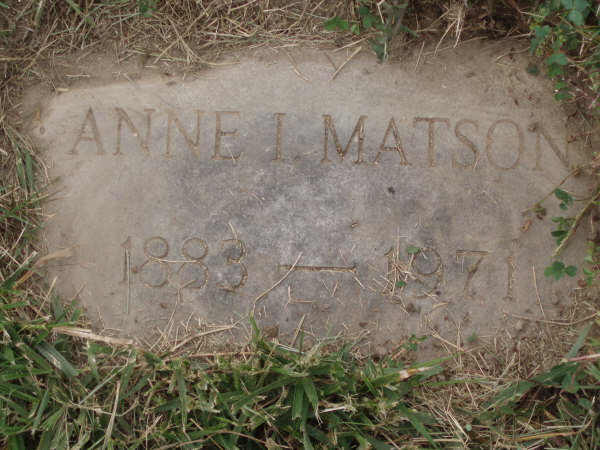 ANNE I. MATSON
1883 — 1971